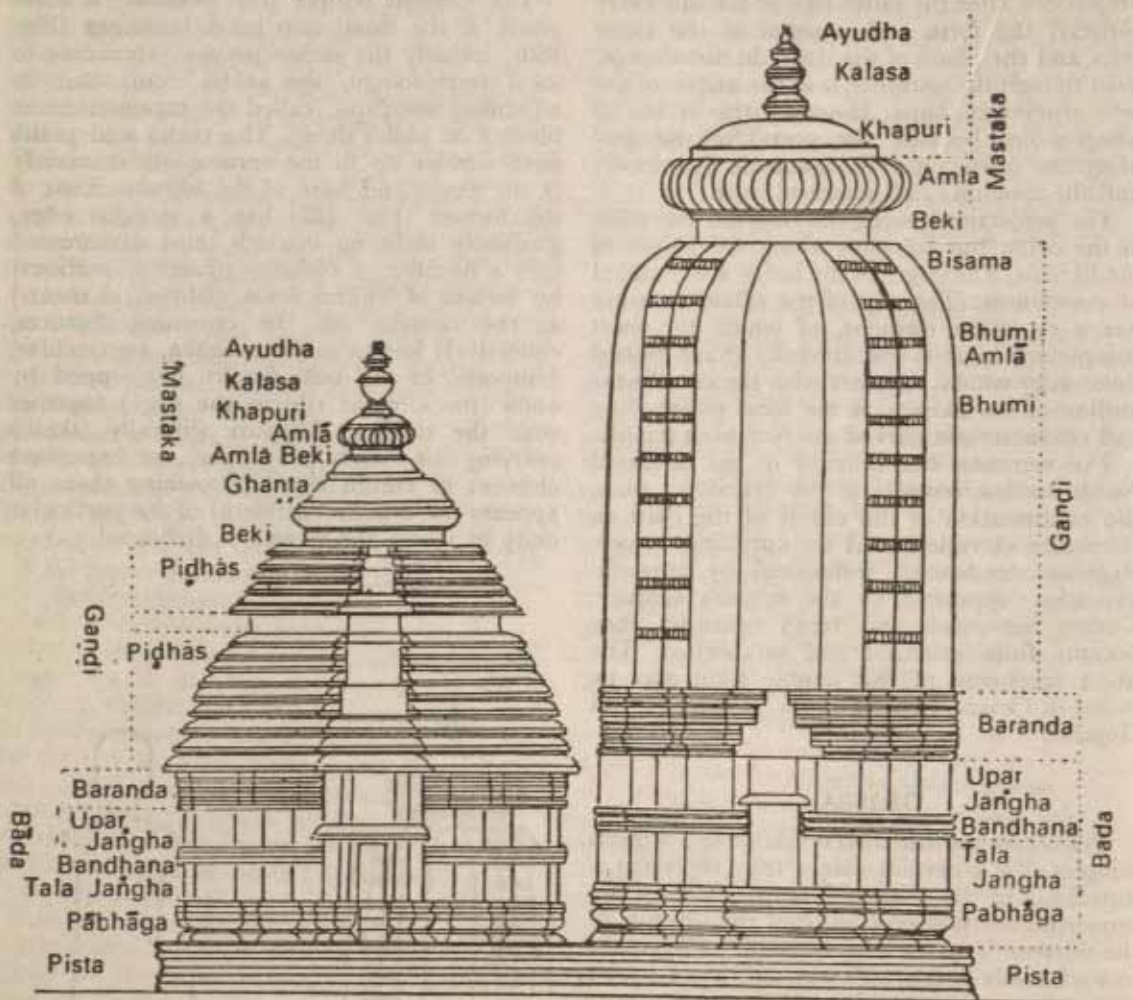 Ayudha
Kalasa
Khapuri
Mastaka
Amla
Beki
Bisama
Bhumi
Amlā
Bhumi
Gandi
Baranda
Upar
Jangha
Bandhana
Tala
Jangha
Pabhāga
Bada
Pista
Ayudha
Kalasa
Khapuri
Amlā
Amlā Beki
Ghanta
Beki
Mastaka
Pidhās
Pidhās
Gandi
Baranda
Upar
Jangha
Bandhana
Tala Jangha
Pābhāga
Bāda
Pista